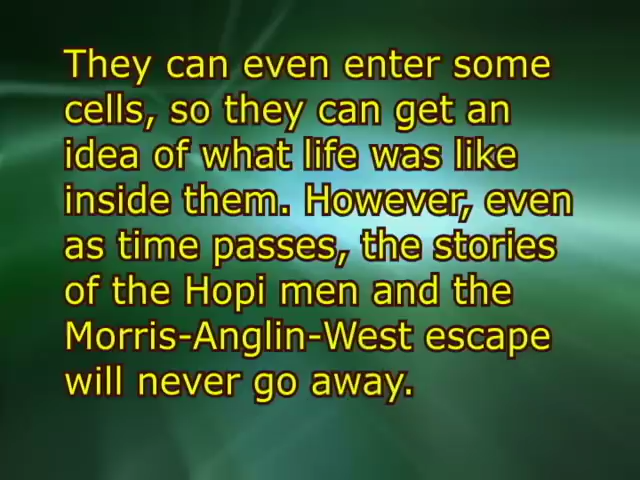 They can even enter some
cells, so they can get an
idea of what life was like
inside them. However, even
as time passes, the stories
of the Hopi men and the
Morris-Anglin-West escape
will never go away.